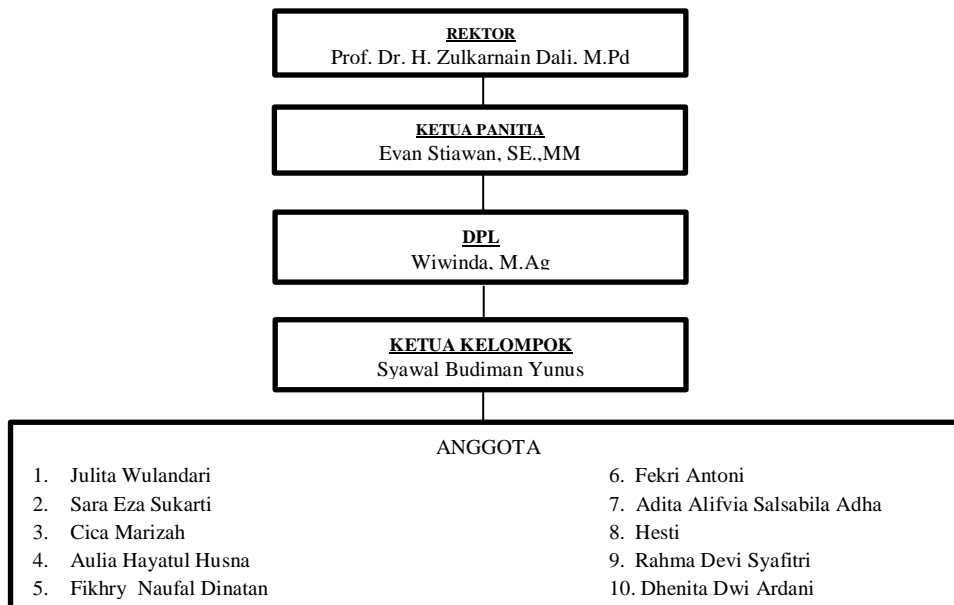 REKTOR
Prof. Dr. H. Zulkarnain Dali, M.Pd
KETUA PANITIA
Evan Stiawan, SE.,MM
DPL
Wiwinda, M.Ag
KETUA KELOMPOK
Syawal Budiman Yunus
ANGGOTA
1. Julita Wulandari
2. Sara Eza Sukarti
3. Cica Marizah
4. Aulia Hayatul Husna
5. Fikhry Naufal Dinatan
6. Fekri Antoni
7. Adita Alifvia Salsabila Adha
8. Hesti
9. Rahma Devi Syafitri
10. Dhenita Dwi Ardani